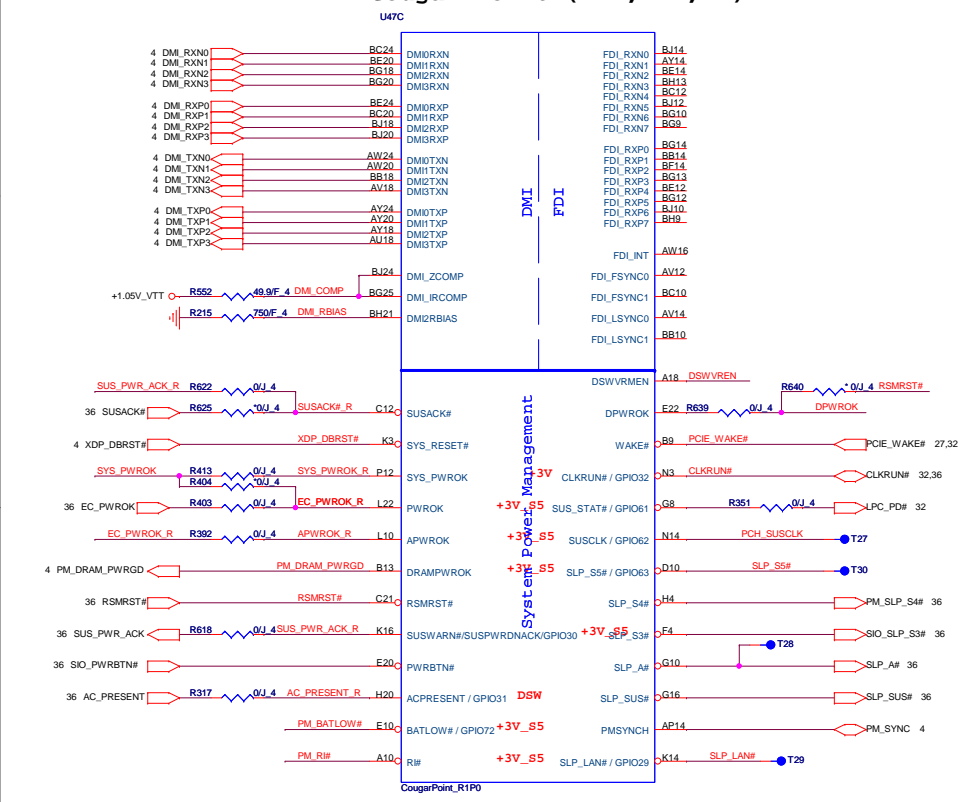 U47C
4 DMI_RXN0 BC24 DMI0RXN FDI_RXN0 BJ14
4 DMI_RXN1 BE20 DMI1RXN FDI_RXN1 AY14
4 DMI_RXN2 BG18 DMI2RXN FDI_RXN2 BE14
4 DMI_RXN3 BG20 DMI3RXN FDI_RXN3 BH13
FDI_RXN4 BC12
4 DMI_RXP0 BE24 DMI0RXP FDI_RXN5 BJ12
4 DMI_RXP1 BC20 DMI1RXP FDI_RXN6 BG10
4 DMI_RXP2 BJ18 DMI2RXP FDI_RXN7 BG9
4 DMI_RXP3 BJ20 DMI3RXP
FDI_RXP0 BG14
4 DMI_TXN0 AW24 DMI0TXN FDI_RXP1 BB14
4 DMI_TXN1 AW20 DMI1TXN FDI_RXP2 BF14
4 DMI_TXN2 BB18 DMI2TXN FDI_RXP3 BG13
4 DMI_TXN3 AV18 DMI3TXN FDI_RXP4 BE12
FDI_RXP5 BG12
4 DMI_TXP0 AY24 DMI0TXP FDI_RXP6 BJ10
4 DMI_TXP1 AY20 DMI1TXP FDI_RXP7 BH9
4 DMI_TXP2 AY18 DMI2TXP
4 DMI_TXP3 AU18 DMI3TXP
DMI
FDI
FDI_INT AW16
BJ24 DMI_ZCOMP FDI_FSYNC0 AV12
+1.05V_VTT R552 49.9/F_4 DMI_COMP BG25 DMI_IRCOMP FDI_FSYNC1 BC10
R215 750/F_4 DMI_RBIAS BH21 DMI2RBIAS FDI_LSYNC0 AV14
FDI_LSYNC1 BB10
System Power Management
DSWVRMEN A18 DSWVREN
SUS_PWR_ACK_R R622 0/J_4 R640 * 0/J_4 RSMRST#
36 SUSACK# R625 *0/J_4 SUSACK#_R C12 SUSACK# DPWROK E22 R639 0/J_4 DPWROK
4 XDP_DBRST# XDP_DBRST# K3 SYS_RESET# WAKE# B9 PCIE_WAKE# PCIE_WAKE# 27,32
SYS_PWROK R413 0/J_4 SYS_PWROK_R P12 SYS_PWROK +3V CLKRUN# / GPIO32 N3 CLKRUN# CLKRUN# 32,36
R404 *0/J_4
36 EC_PWROK R403 0/J_4 EC_PWROK_R L22 PWROK +3V_S5 SUS_STAT# / GPIO61 G8 R351 0/J_4 LPC_PD# 32
EC_PWROK_R R392 0/J_4 APWROK_R L10 APWROK +3V_S5 SUSCLK / GPIO62 N14 PCH_SUSCLK T27
4 PM_DRAM_PWRGD PM_DRAM_PWRGD B13 DRAMPWROK +3V_S5 SLP_S5# / GPIO63 D10 SLP_S5# T30
36 RSMRST# RSMRST# C21 RSMRST# SLP_S4# H4 PM_SLP_S4# 36
36 SUS_PWR_ACK R618 0/J_4 SUS_PWR_ACK_R K16 SUSWARN#/SUSPWRDNACK/GPIO30 +3V_S5 SLP_S3# F4 SIO_SLP_S3# 36
T28
36 SIO_PWRBTN# E20 PWRBTN# SLP_A# G10 SLP_A# 36
36 AC_PRESENT R317 0/J_4 AC_PRESENT_R H20 ACPRESENT / GPIO31 DSW SLP_SUS# G16 SLP_SUS# 36
PM_BATLOW# E10 BATLOW# / GPIO72 +3V_S5 PMSYNCH AP14 PM_SYNC 4
PM_RI# A10 RI# +3V_S5 SLP_LAN# / GPIO29 K14 SLP_LAN# T29
CougarPoint_R1P0